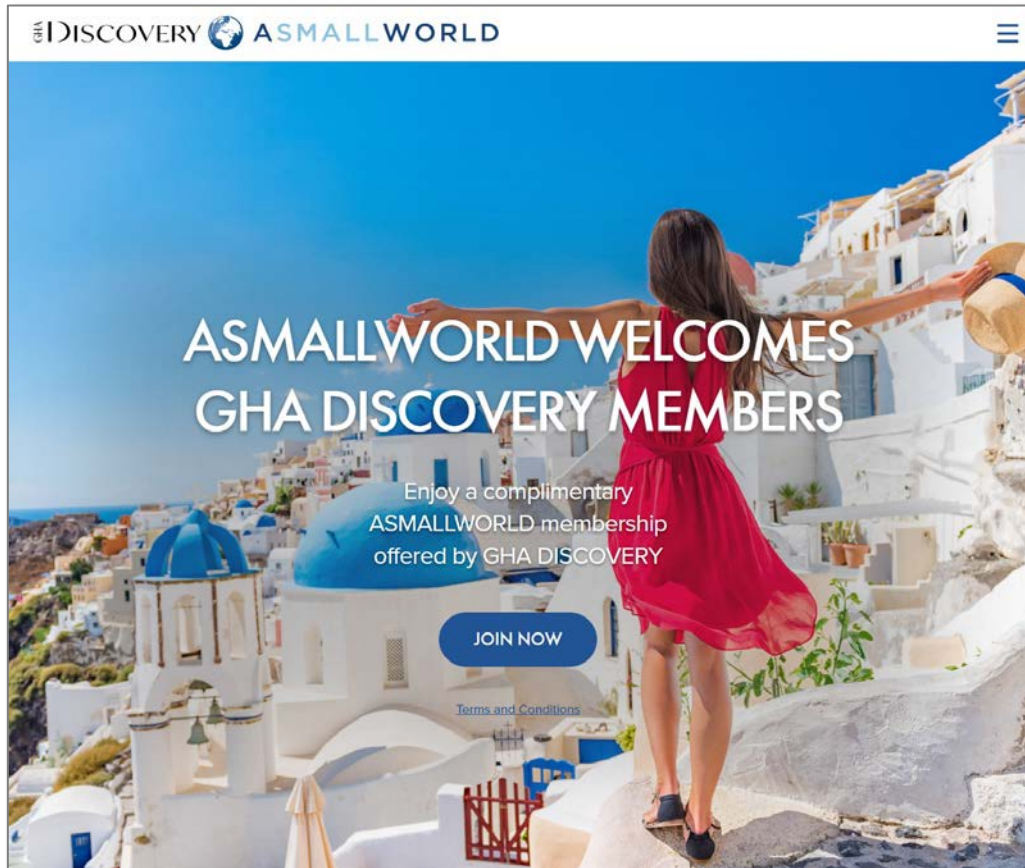 GHA DISCOVERY ASMALLWORLD
ASMALLWORLD WELCOMES
GHA DISCOVERY MEMBERS
Enjoy a complimentary
ASMALLWORLD membership
offered by GHA DISCOVERY
JOIN NOW
Terms and Conditions